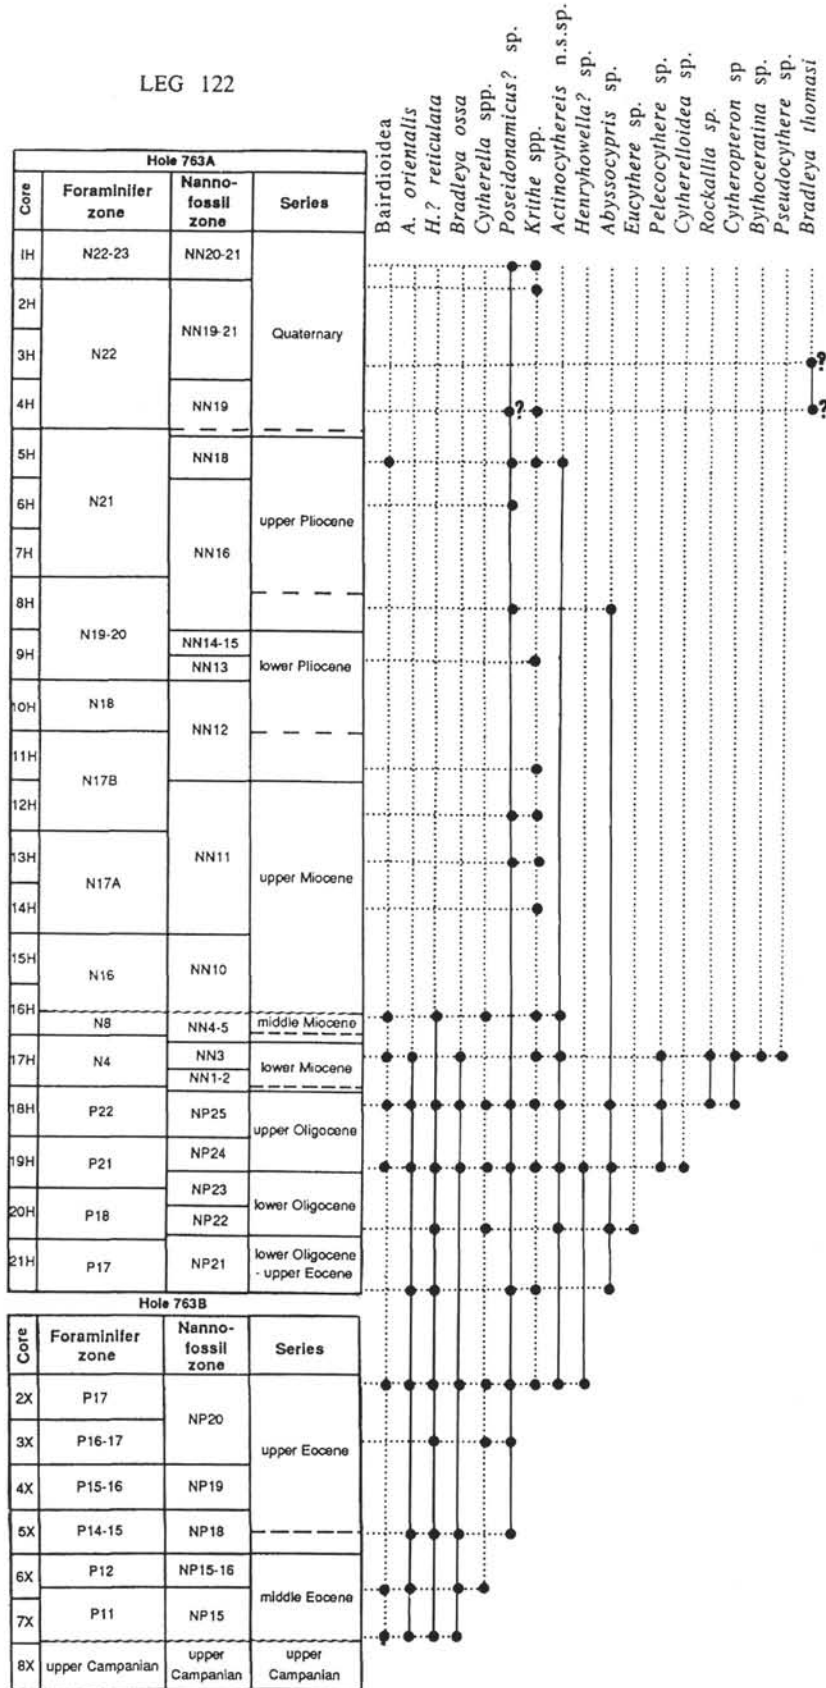 LEG 122
Bairdioidea
A. orientalis
H.? reticulata
Bradleya ossa
Cytherella spp.
Poseidonamicus? sp.
Krithe spp.
Actinocythereis n.s.sp.
Henryhowella? sp.
Abyssocypris sp.
Eucythere sp.
Pelecocythere sp.
Cytherelloidea sp.
Rockallia sp.
Cytheropteron sp
Bythoceratina sp.
Pseudocythere sp.
Bradleya thomasi
Hole 763A
Core
Foraminifer zone
Nanno-fossil zone
Series
1H N22-23 NN20-21
2H
NN19-21 Quaternary
3H N22 ?
4H NN19 ? ?
5H NN18
N21
6H
upper Pliocene
7H NN16
8H
N19-20
NN14-15
9H lower Pliocene
NN13
10H N18
NN12
11H
N17B
12H
13H NN11
N17A upper Miocene
14H
15H
N16 NN10
16H
N8 NN4-5 middle Miocene
17H N4 NN3
lower Miocene
NN1-2
18H P22 NP25
upper Oligocene
19H P21 NP24
NP23
lower Oligocene
20H P18 NP22
21H P17 NP21 lower Oligocene
- upper Eocene
Hole 763B
Core
Foraminifer zone
Nanno-fossil zone
Series
2X P17
NP20
3X P16-17 upper Eocene
4X P15-16 NP19
5X P14-15 NP18
6X P12 NP15-16
middle Eocene
7X P11 NP15
8X upper Campanian upper Campanian upper Campanian